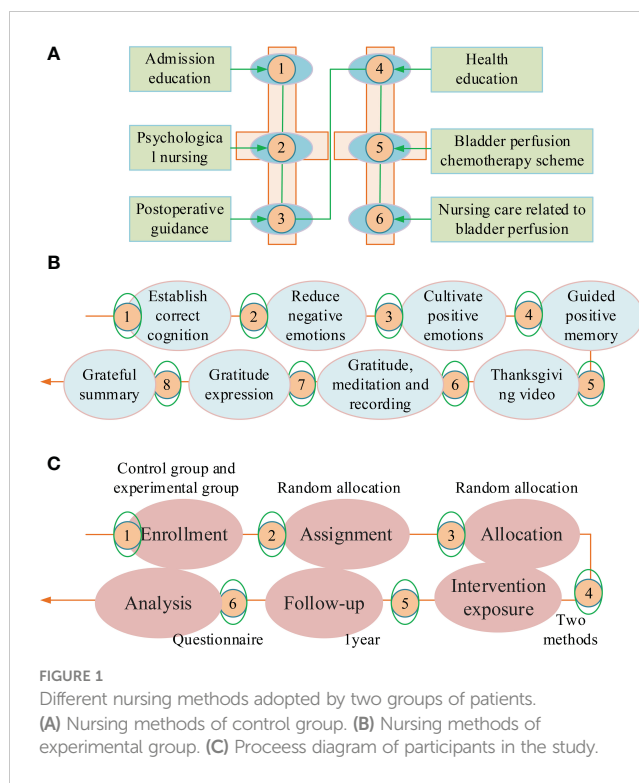 A
Admission
education
1
4
Health
education
Psychologica
l nursing
2
5
Bladder perfusion
chemotherapy scheme
Postoperative
guidance
3
6
Nursing care related to
bladder perfusion
B
1
Establish
correct
cognition
2
Reduce
negative
emotions
3
Cultivate
positive
emotions
4
Guided
positive
memory
Grateful
summary
8
Gratitude
expression
7
Gratitude,
meditation and
recording
6
Thanksgivi
ng video
5
C
Control group and
experimental group
Random allocation
Random allocation
1
Enrollment
2
Assignment
3
Allocation
Analysis
6
Follow-up
5
Intervention
exposure
4
Questionnaire
1year
Two
methods
FIGURE 1
Different nursing methods adopted by two groups of patients.
(A) Nursing methods of control group. (B) Nursing methods of
experimental group. (C) Proceess diagram of participants in the study.